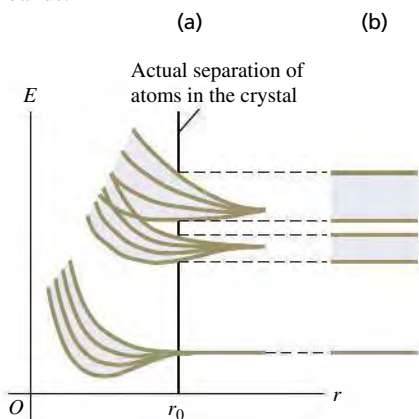 (a) (b)
Actual separation of
atoms in the crystal
E
O r₀ r